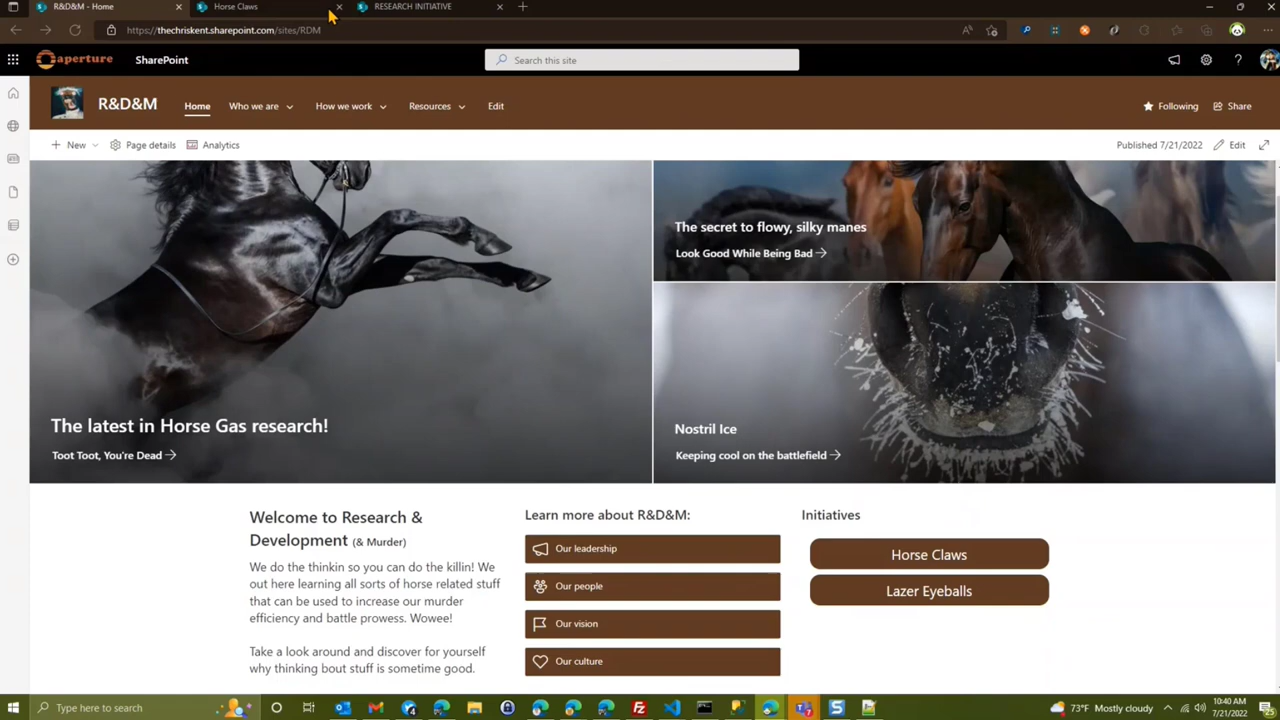 R&D&M - Home
Horse Claws
RESEARCH INITIATIVE
https://thechriskent.sharepoint.com/sites/RDM
aperture
SharePoint
Search this site
R&D&M
Home
Who we are
How we work
Resources
Edit
Following
Share
New
Page details
Analytics
Published 7/21/2022
Edit
The latest in Horse Gas research!
Toot Toot, You're Dead
The secret to flowy, silky manes
Look Good While Being Bad
Nostril Ice
Keeping cool on the battlefield
Welcome to Research &
Development (& Murder)
We do the thinkin so you can do the killin! We
out here learning all sorts of horse related stuff
that can be used to increase our murder
efficiency and battle prowess. Wowee!
Take a look around and discover for yourself
why thinking bout stuff is sometime good.
Learn more about R&D&M:
Our leadership
Our people
Our vision
Our culture
Initiatives
Horse Claws
Lazer Eyeballs
Type here to search
73°F Mostly cloudy
10:40 AM
7/21/2022